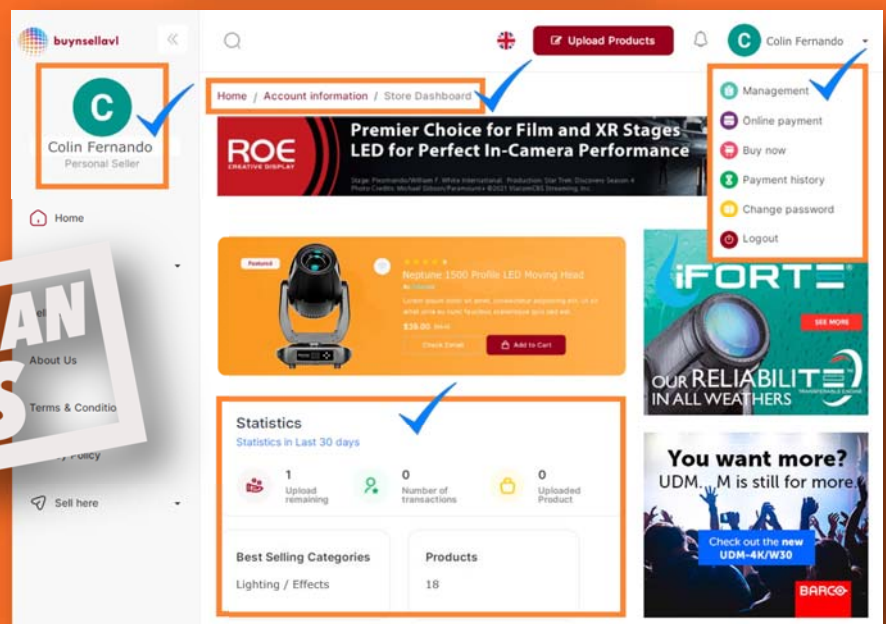 buynsellavl
Upload Products
C
Colin Fernando
C
Colin Fernando
Personal Seller
Home / Account information / Store Dashboard
Management
Online payment
Buy now
Payment history
Change password
Logout
ROE
CREATIVE DISPLAY
Premier Choice for Film and XR Stages
LED for Perfect In-Camera Performance
Home
AN
S
About Us
Terms & Conditio
y Policy
Sell here
Featured
Neptune 1500 Profile LED Moving Head
$39.00
Check Detail
Add to Cart
iFORTE
SEE MORE
OUR RELIABILITE
IN ALL WEATHERS
Statistics
Statistics in Last 30 days
1
Upload
remaining
0
Number of
transactions
0
Uploaded
Product
Best Selling Categories
Lighting / Effects
Products
18
You want more?
UDM. M is still for more.
Check out the new
UDM-4K/W30
BARCO